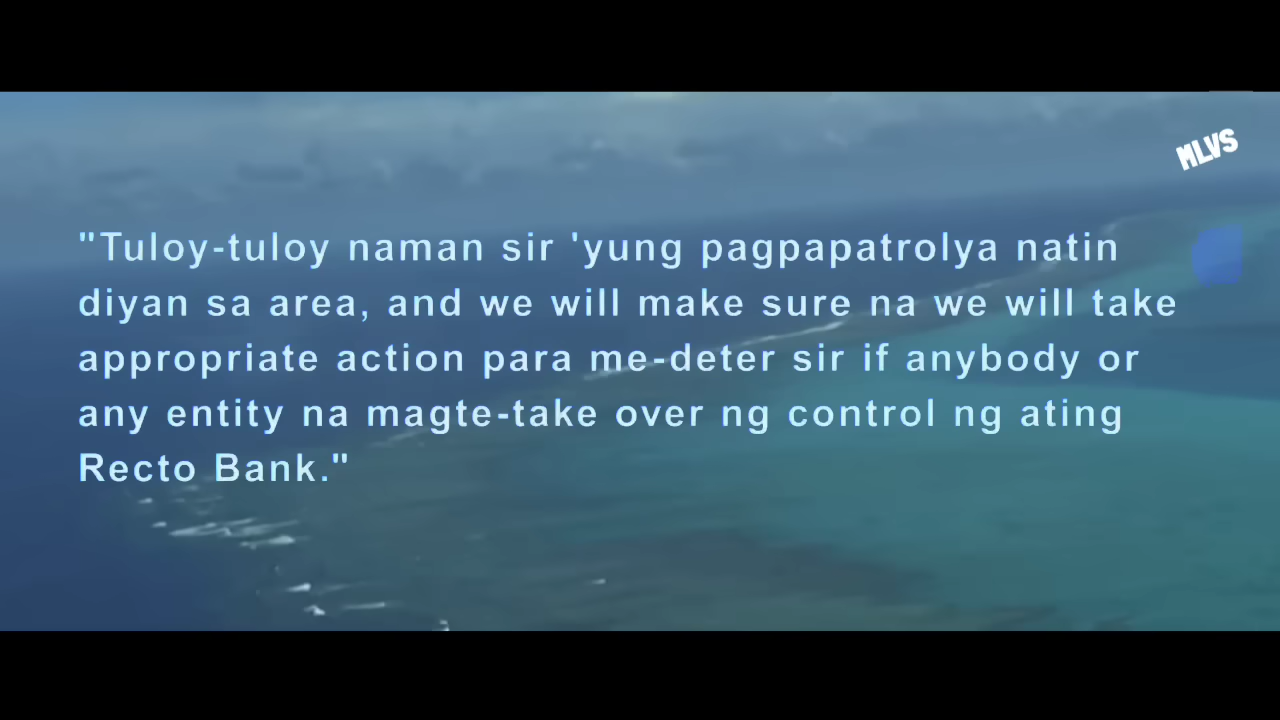 MLVS
"Tuloy-tuloy naman sir 'yung pagpapatrolya natin
diyan sa area, and we will make sure na we will take
appropriate action para me-deter sir if anybody or
any entity na magte-take over ng control ng ating
Recto Bank."